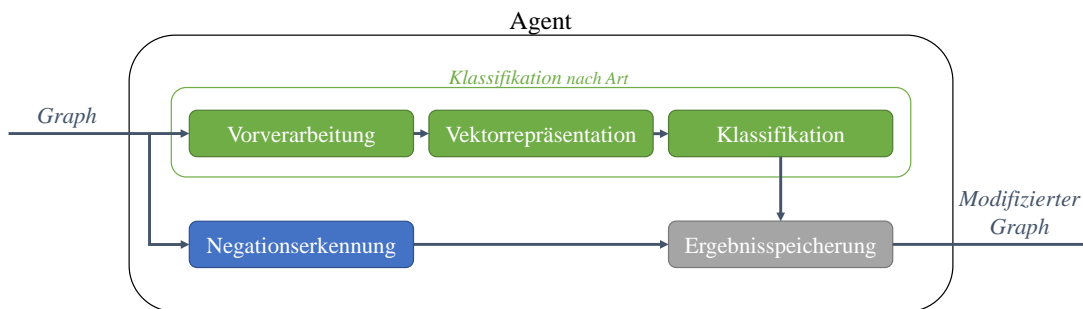 Agent
Klassifikation nach Art
Graph
Vorverarbeitung
Vektorrepräsentation
Klassifikation
Modifizierter
Graph
Negationserkennung
Ergebnisspeicherung